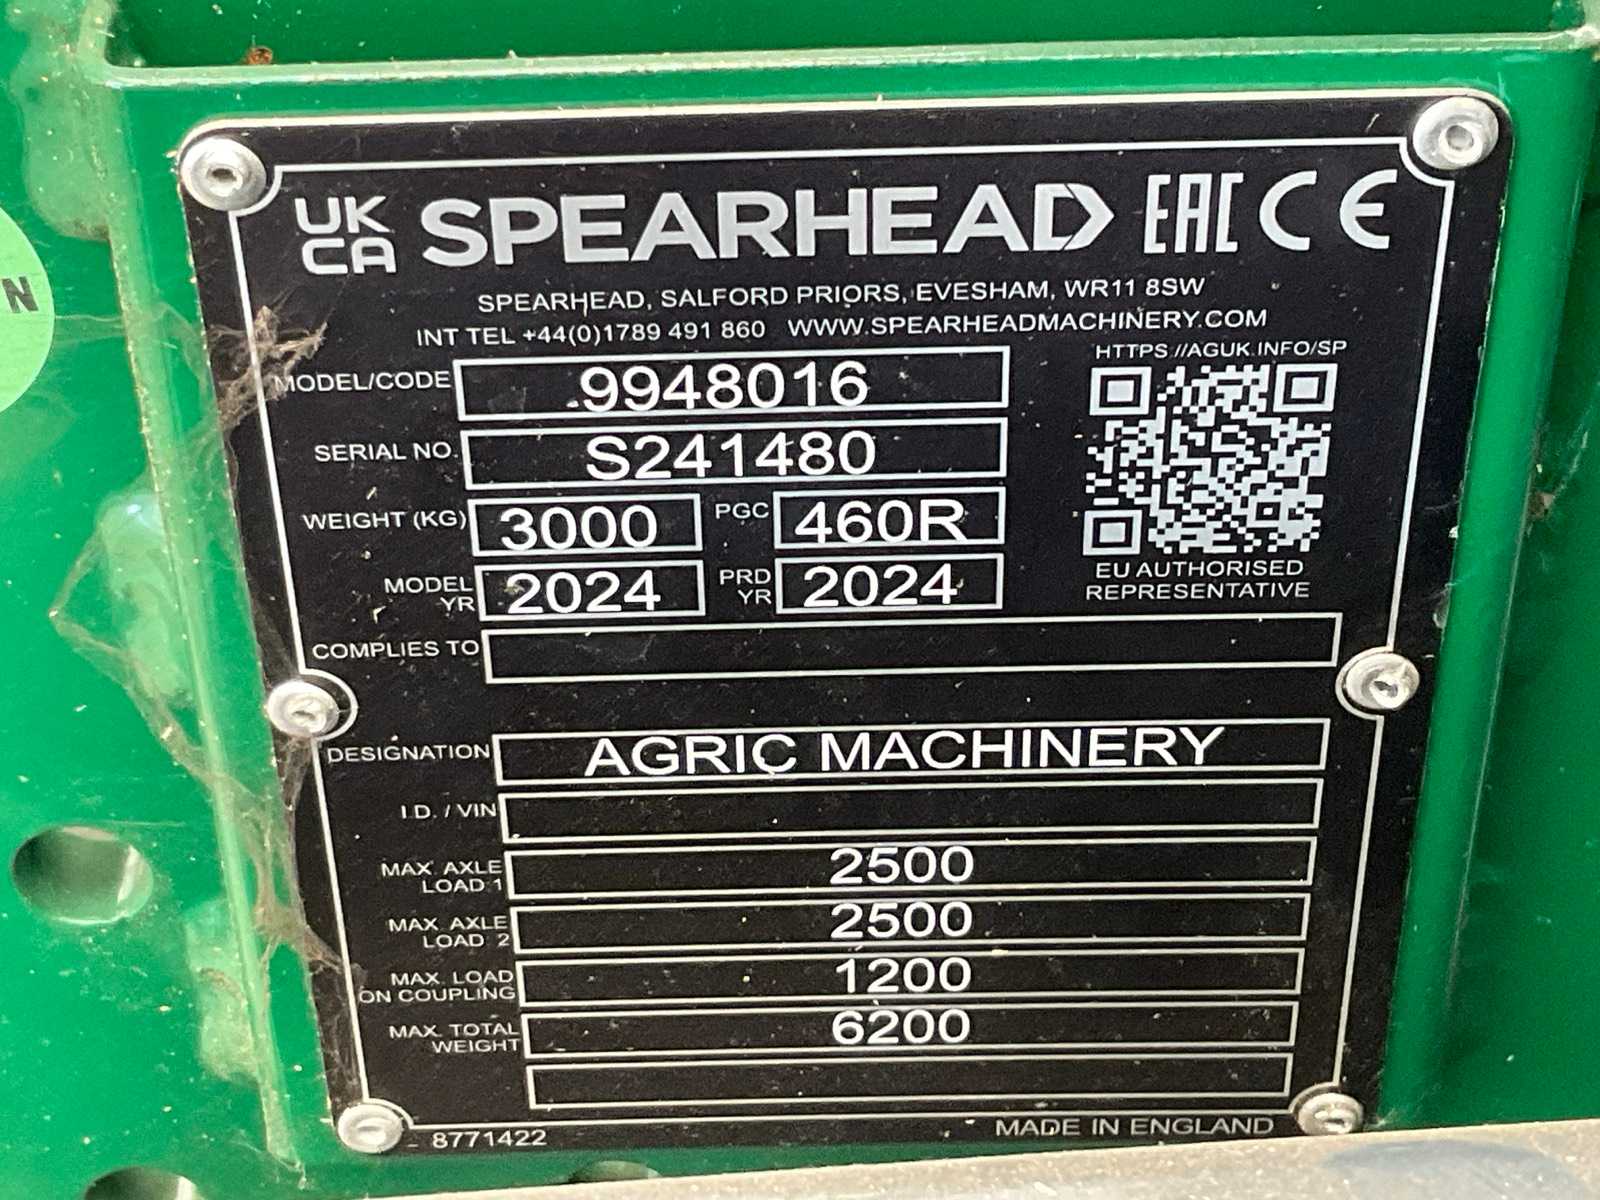 UK
CA
SPEARHEAD EAC CE
SPEARHEAD, SALFORD PRIORS, EVESHAM, WR11 8SW
INT TEL +44(0)1789 491 860 WWW.SPEARHEADMACHINERY.COM
HTTPS://AGUK.INFO/SP
MODEL/CODE 9948016
SERIAL NO. S241480
WEIGHT (KG) 3000 PGC 460R
MODEL YR 2024 PRD YR 2024
EU AUTHORISED
REPRESENTATIVE
COMPLIES TO
DESIGNATION AGRIC MACHINERY
I.D. / VIN
MAX. AXLE LOAD 1 2500
MAX. AXLE LOAD 2 2500
MAX. LOAD ON COUPLING 1200
MAX. TOTAL WEIGHT 6200
8771422 MADE IN ENGLAND
N